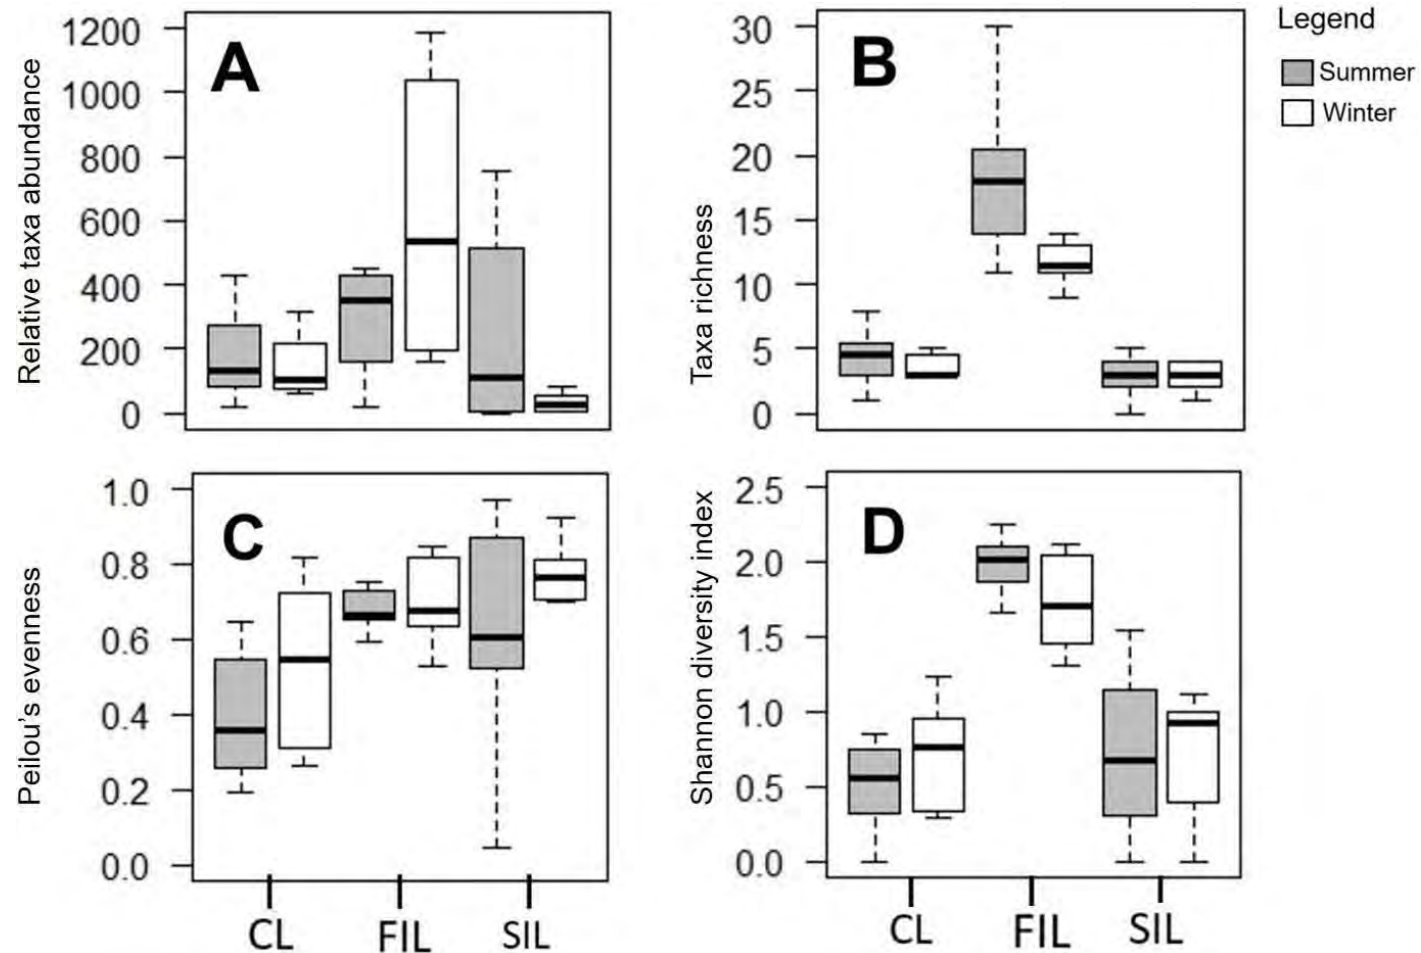 Relative taxa abundance
1200
1000
800
600
400
200
0
A
Taxa richness
30
25
20
15
10
5
0
B
Legend
Summer
Winter
Peilou's evenness
1.0
0.8
0.6
0.4
0.2
0.0
C
CL FIL SIL
Shannon diversity index
2.5
2.0
1.5
1.0
0.5
0.0
D
CL FIL SIL